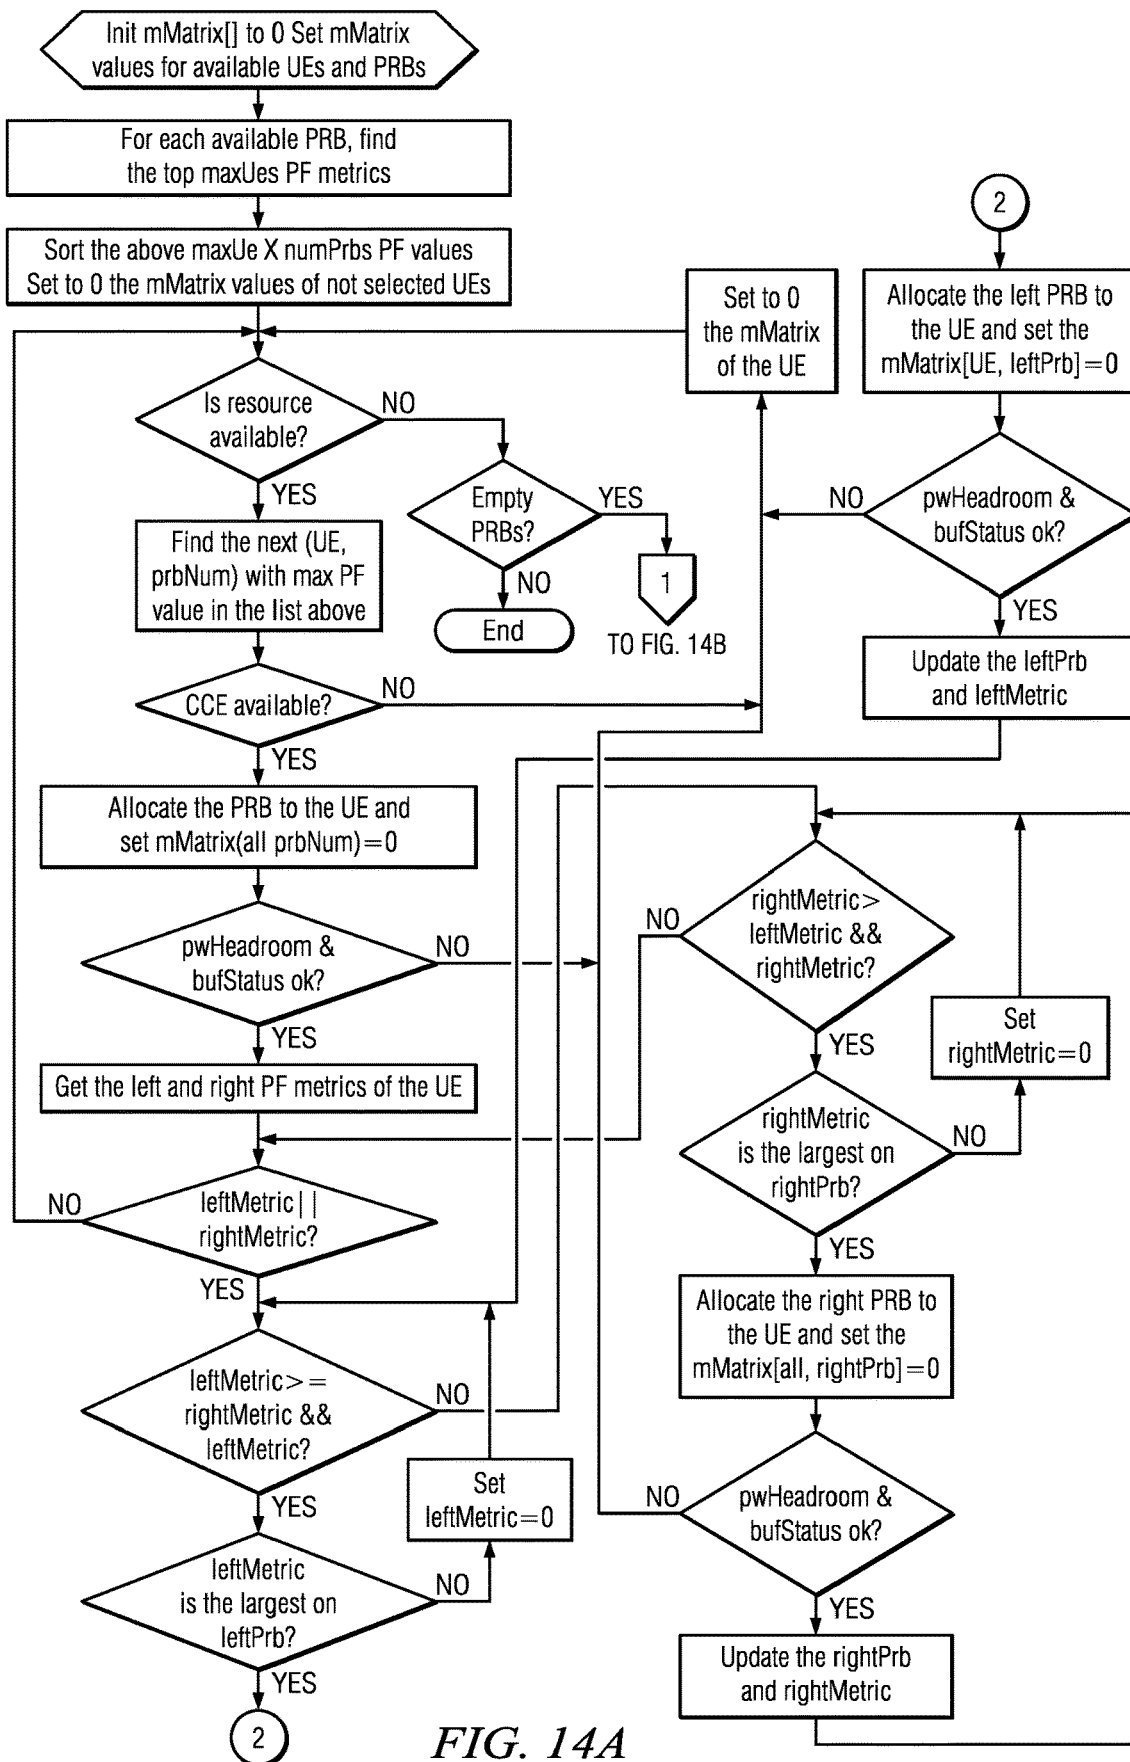 Init mMatrix[] to 0 Set mMatrix
values for available UEs and PRBs
For each available PRB, find
the top maxUes PF metrics
Sort the above maxUe X numPrbs PF values
Set to 0 the mMatrix values of not selected UEs
Is resource
available?
NO
YES
Empty
PRBs?
YES
NO
End
1
TO FIG. 14B
Find the next (UE,
prbNum) with max PF
value in the list above
CCE available?
NO
YES
Allocate the PRB to the UE and
set mMatrix(all prbNum)=0
pwHeadroom &
bufStatus ok?
NO
YES
Get the left and right PF metrics of the UE
leftMetric||
rightMetric?
NO
YES
leftMetric>=
rightMetric &&
leftMetric?
NO
YES
Set
leftMetric=0
leftMetric
is the largest on
leftPrb?
NO
YES
2
Set to 0
the mMatrix
of the UE
2
Allocate the left PRB to
the UE and set the
mMatrix[UE, leftPrb]=0
pwHeadroom &
bufStatus ok?
NO
YES
Update the leftPrb
and leftMetric
rightMetric>
leftMetric &&
rightMetric?
NO
YES
Set
rightMetric=0
rightMetric
is the largest on
rightPrb?
NO
YES
Allocate the right PRB to
the UE and set the
mMatrix[all, rightPrb]=0
pwHeadroom &
bufStatus ok?
NO
YES
Update the rightPrb
and rightMetric
FIG. 14A